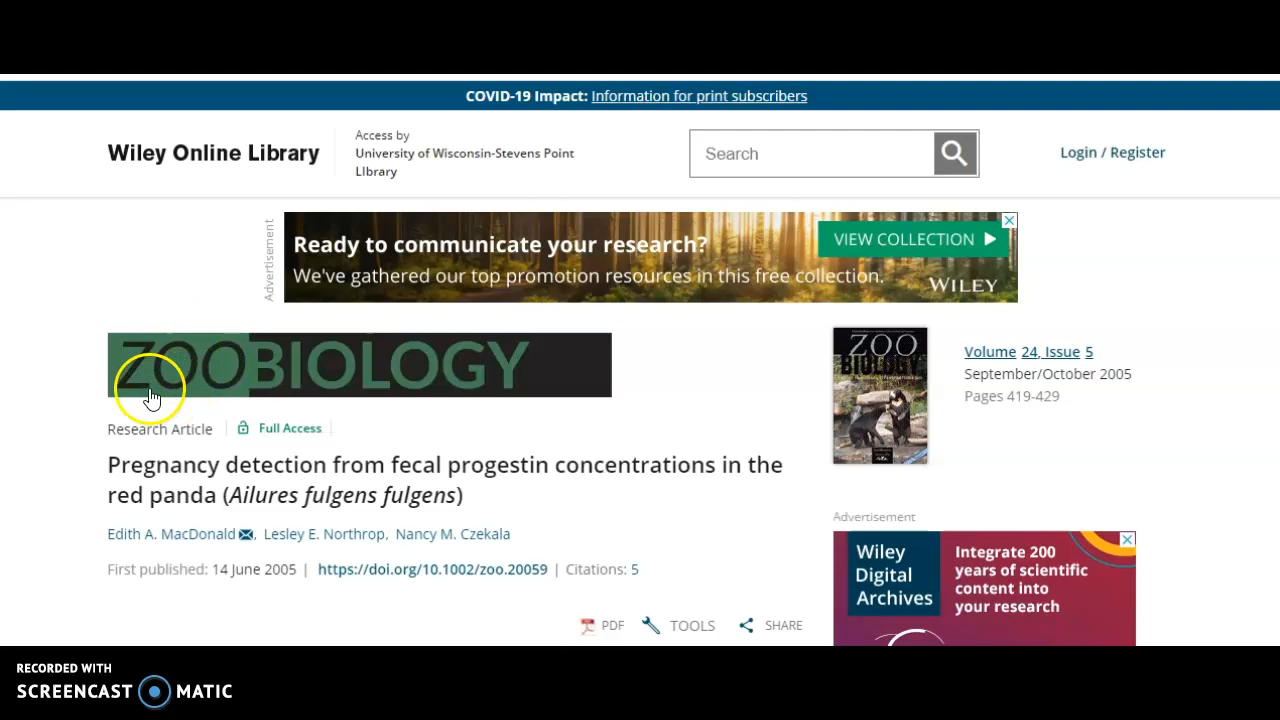 COVID-19 Impact: Information for print subscribers
Wiley Online Library
Access by
University of Wisconsin-Stevens Point
LIbrary
Search
Login / Register
Advertisement
Ready to communicate your research?
We've gathered our top promotion resources in this free collection.
VIEW COLLECTION
WILEY
ZOOBIOLOGY
ZOO
BIOLOGY
Volume 24, Issue 5
September/October 2005
Pages 419-429
Research Article
Full Access
Pregnancy detection from fecal progestin concentrations in the
red panda (Ailures fulgens fulgens)
Edith A. MacDonald, Lesley E. Northrop, Nancy M. Czekala
First published: 14 June 2005 | https://doi.org/10.1002/zoo.20059 | Citations: 5
PDF TOOLS SHARE
Advertisement
Wiley
Digital
Archives
Integrate 200
years of scientific
content into
your research
RECORDED WITH
SCREENCAST MATIC